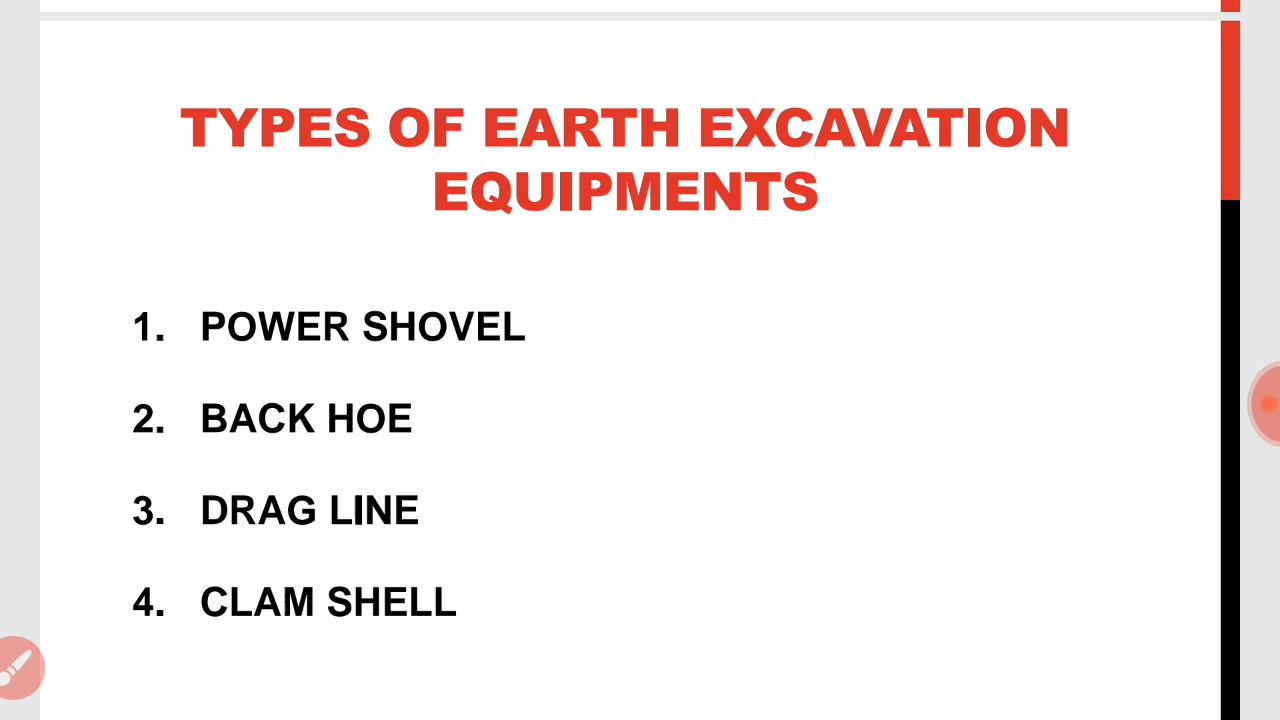 TYPES OF EARTH EXCAVATION
EQUIPMENTS
1. POWER SHOVEL
2. BACK HOE
3. DRAG LINE
4. CLAM SHELL